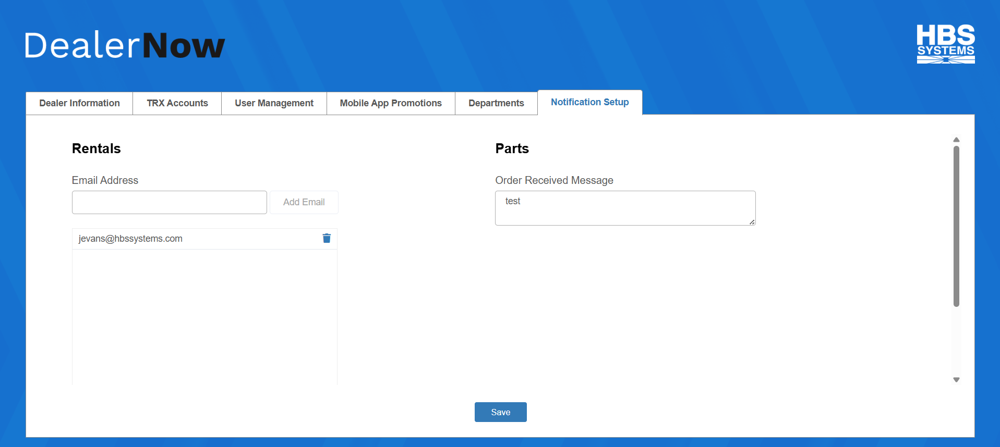 DealerNow
HBS
SYSTEMS
Dealer Information
TRX Accounts
User Management
Mobile App Promotions
Departments
Notification Setup
Rentals
Email Address
Add Email
jevans@hbssystems.com
Parts
Order Received Message
test
Save